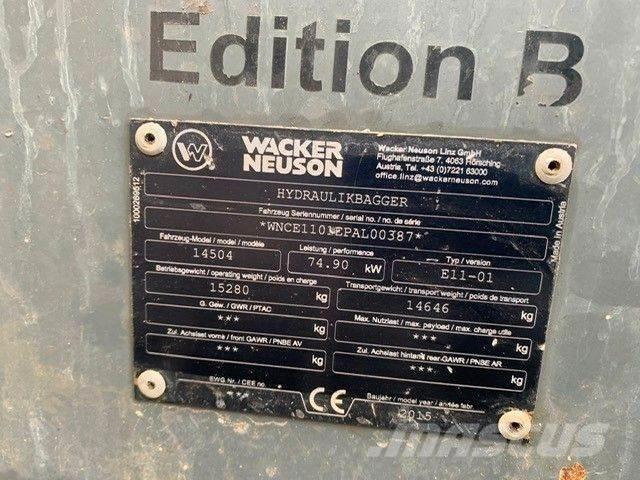 Edition B
WACKER
NEUSON
Wacker Neuson Linz GmbH
Flughafenstraße 7, 4063 Hörsching
Austria, Tel. +43 (0)7221 63000
office.linz@wackerneuson.com
HYDRAULIKBAGGER
Fahrzeug Seriennummer / serial no. / no. de série
*WNCE1101EPAL00387*
Fahrzeug-Model / model / modèle
14504
Leistung / performance
74.90 kW
Typ / version
E11-01
Betriebsgewicht / operating weight / poids en charge
15280 kg
Transportgewicht / transport weight / poids de transport
14646 kg
G. Gew. / GWR / PTAC
*** kg
Max. Nutzlast / max. payload / max. charge utile
*** kg
Zul. Achslast vorne / front GAWR / PNBE AV
*** kg
Zul. Achslast hinten / rear GAWR / PNBE AR
*** kg
EWG Nr. / CEE no.
CE
Baujahr / model year / année fabr.
2015
1000269512
Made in Austria
MASCUS